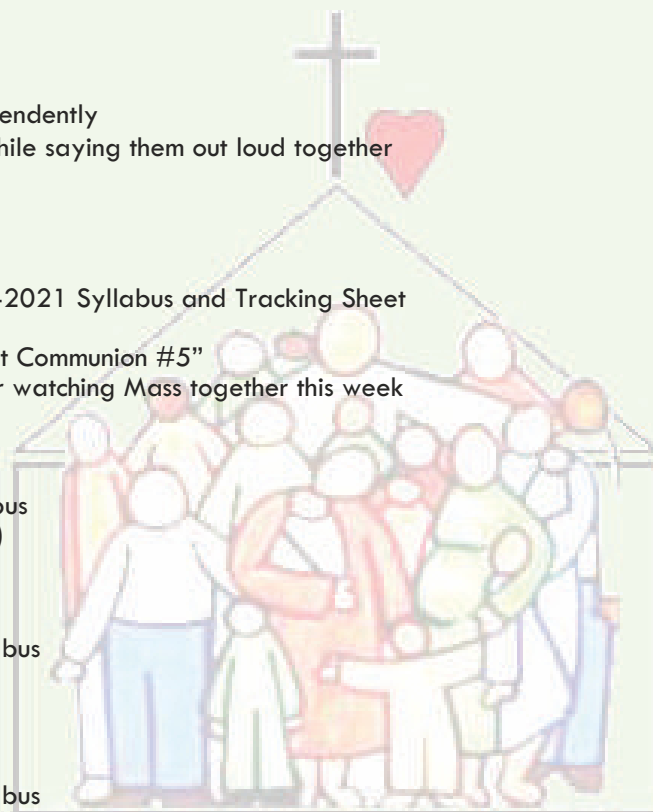 endently
hile saying them out loud together
-2021 Syllabus and Tracking Sheet
t Communion #5”
r watching Mass together this week
bus
)
bus
bus